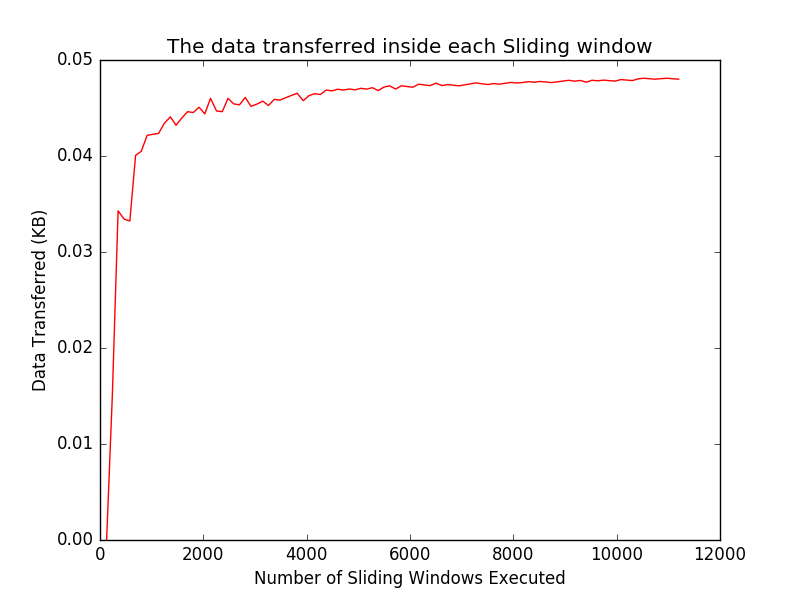 The data transferred inside each Sliding window
0.05
0.04
0.03
0.02
0.01
0.00
Data Transferred (KB)
0 2000 4000 6000 8000 10000 12000
Number of Sliding Windows Executed